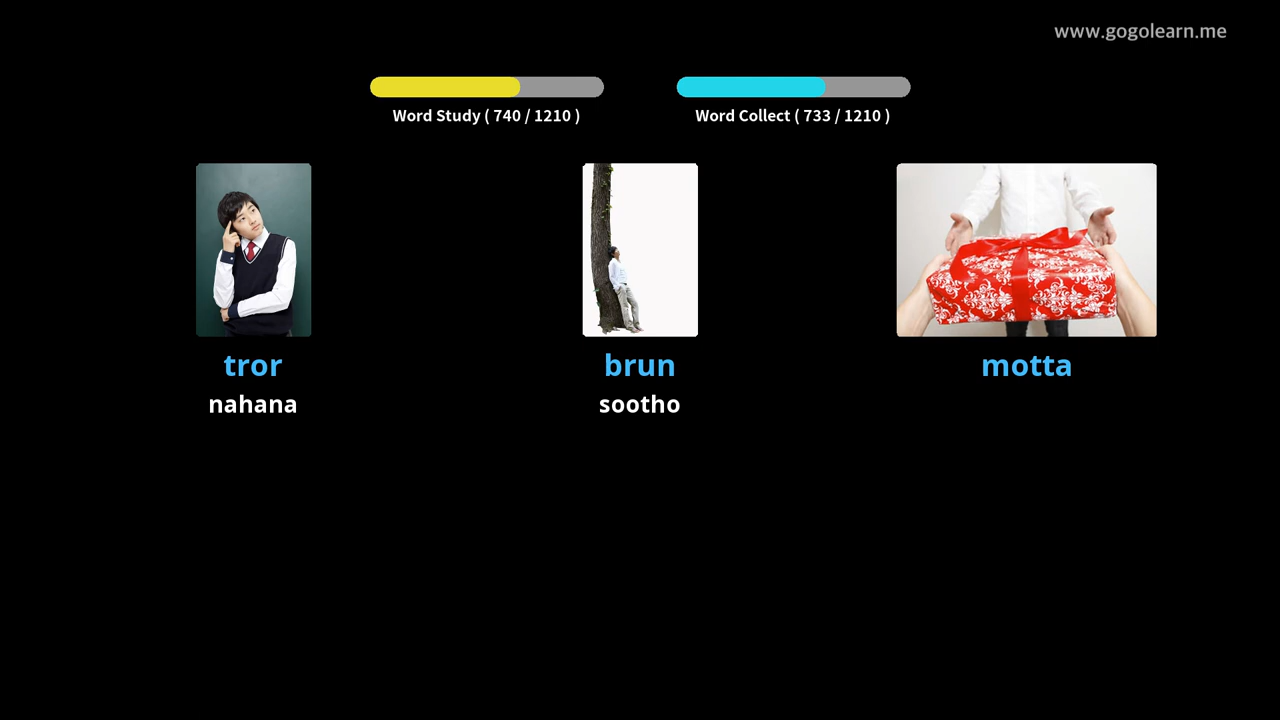 www.gogolearn.me
Word Study ( 740 / 1210 )
Word Collect ( 733 / 1210 )
tror
nahana
brun
sootho
motta